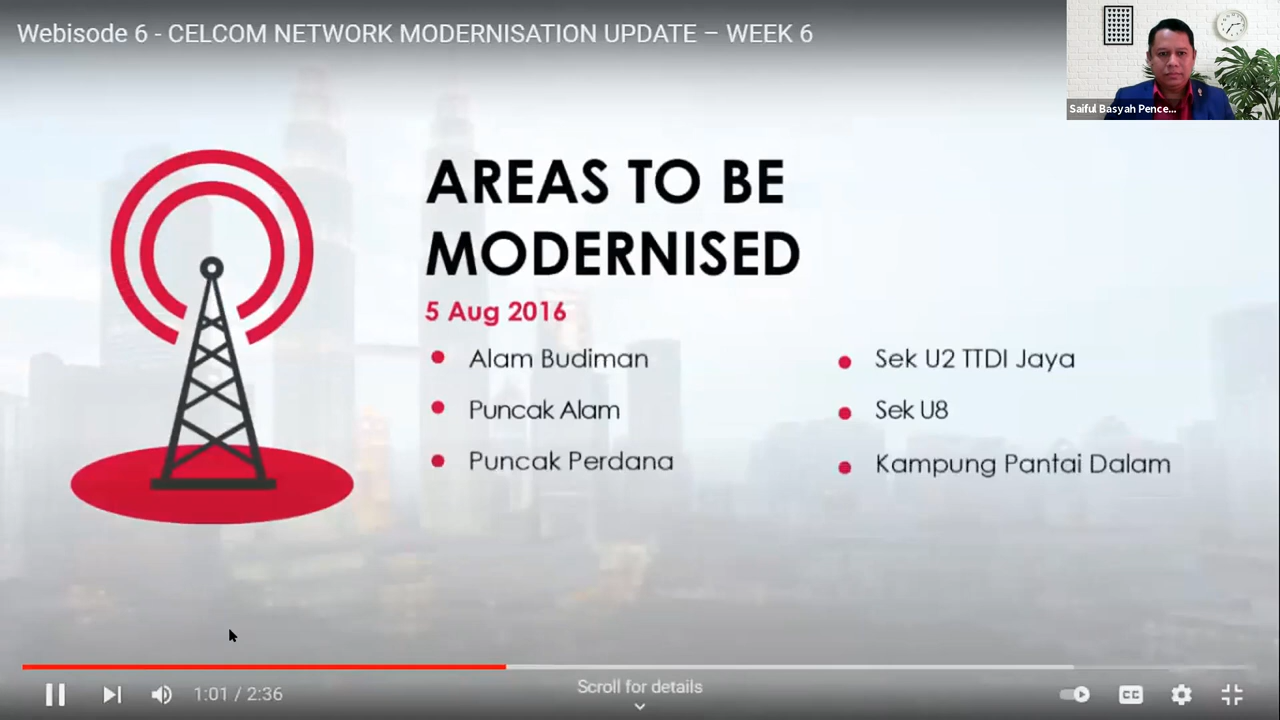 Webisode 6 - CELCOM NETWORK MODERNISATION UPDATE – WEEK 6
Saiful Basyah Pence...
AREAS TO BE
MODERNISED
5 Aug 2016
Alam Budiman
Puncak Alam
Puncak Perdana
Sek U2 TTDI Jaya
Sek U8
Kampung Pantai Dalam
1:01 / 2:36
Scroll for details
CC